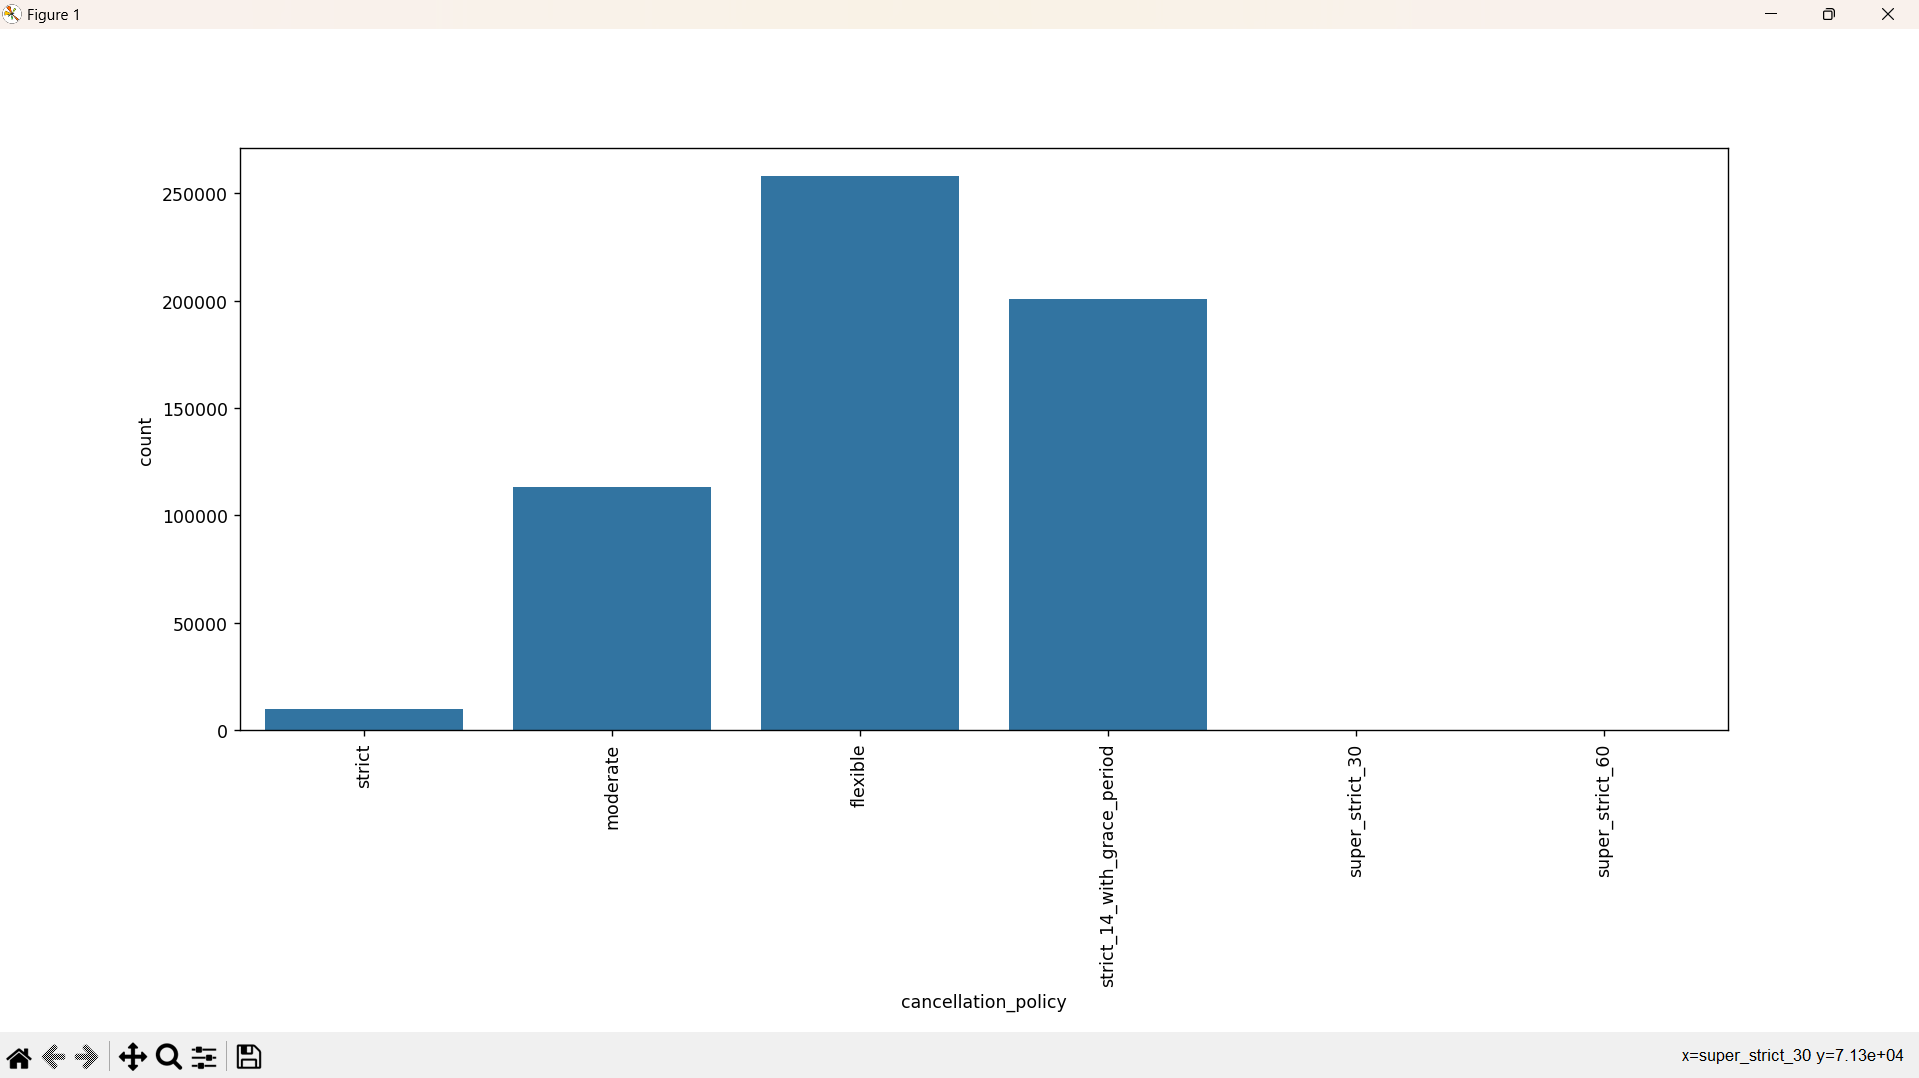 Figure 1
250000
200000
150000
100000
50000
0
count
strict
moderate
flexible
strict_14_with_grace_period
super_strict_30
super_strict_60
cancellation_policy
x=super_strict_30 y=7.13e+04